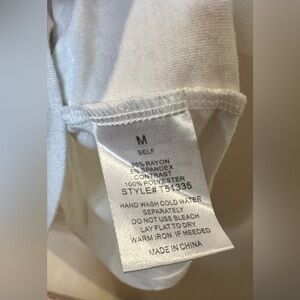 M
SELF
95% RAYON
5% SPANDEX
CONTRAST
100% POLYESTER
STYLE# T51335
HAND WASH COLD WATER
SEPARATELY
DO NOT USE BLEACH
LAY FLAT TO DRY
WARM IRON IF NEEDED
MADE IN CHINA